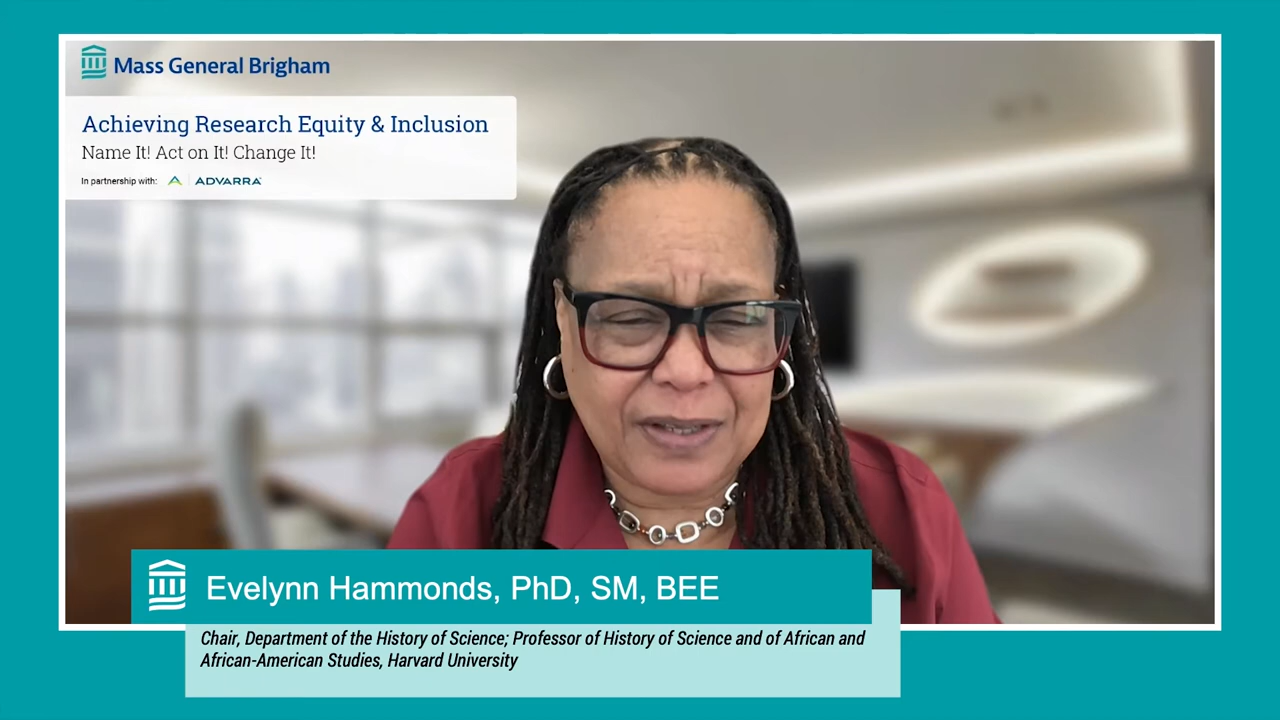 Mass General Brigham
Achieving Research Equity & Inclusion
Name It! Act on It! Change It!
In partnership with: ADVARRA
Evelynn Hammonds, PhD, SM, BEE
Chair, Department of the History of Science; Professor of History of Science and of African and
African-American Studies, Harvard University